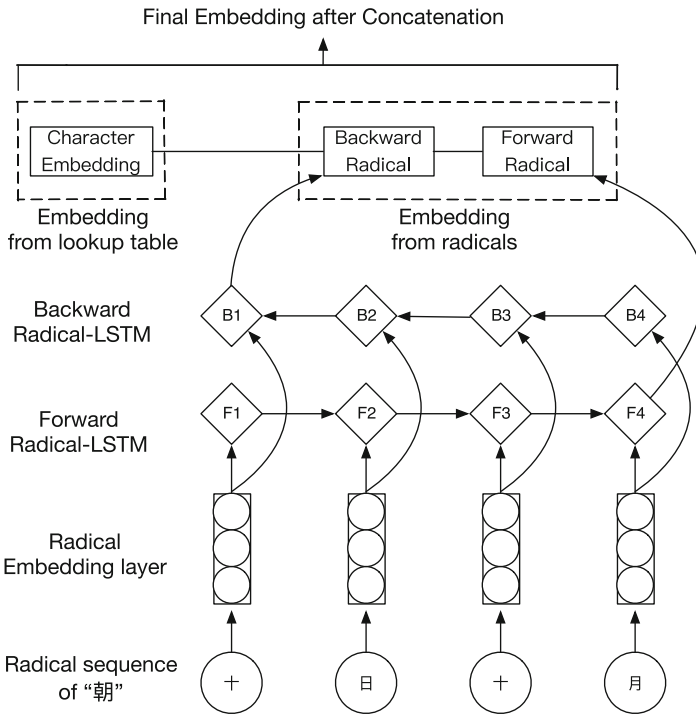 Final Embedding after Concatenation
Character
Embedding
Backward
Radical
Forward
Radical
Embedding
from lookup table
Embedding
from radicals
Backward
Radical-LSTM
B1
B2
B3
B4
Forward
Radical-LSTM
F1
F2
F3
F4
Radical
Embedding layer
Radical sequence
of “朝”
十
日
十
月